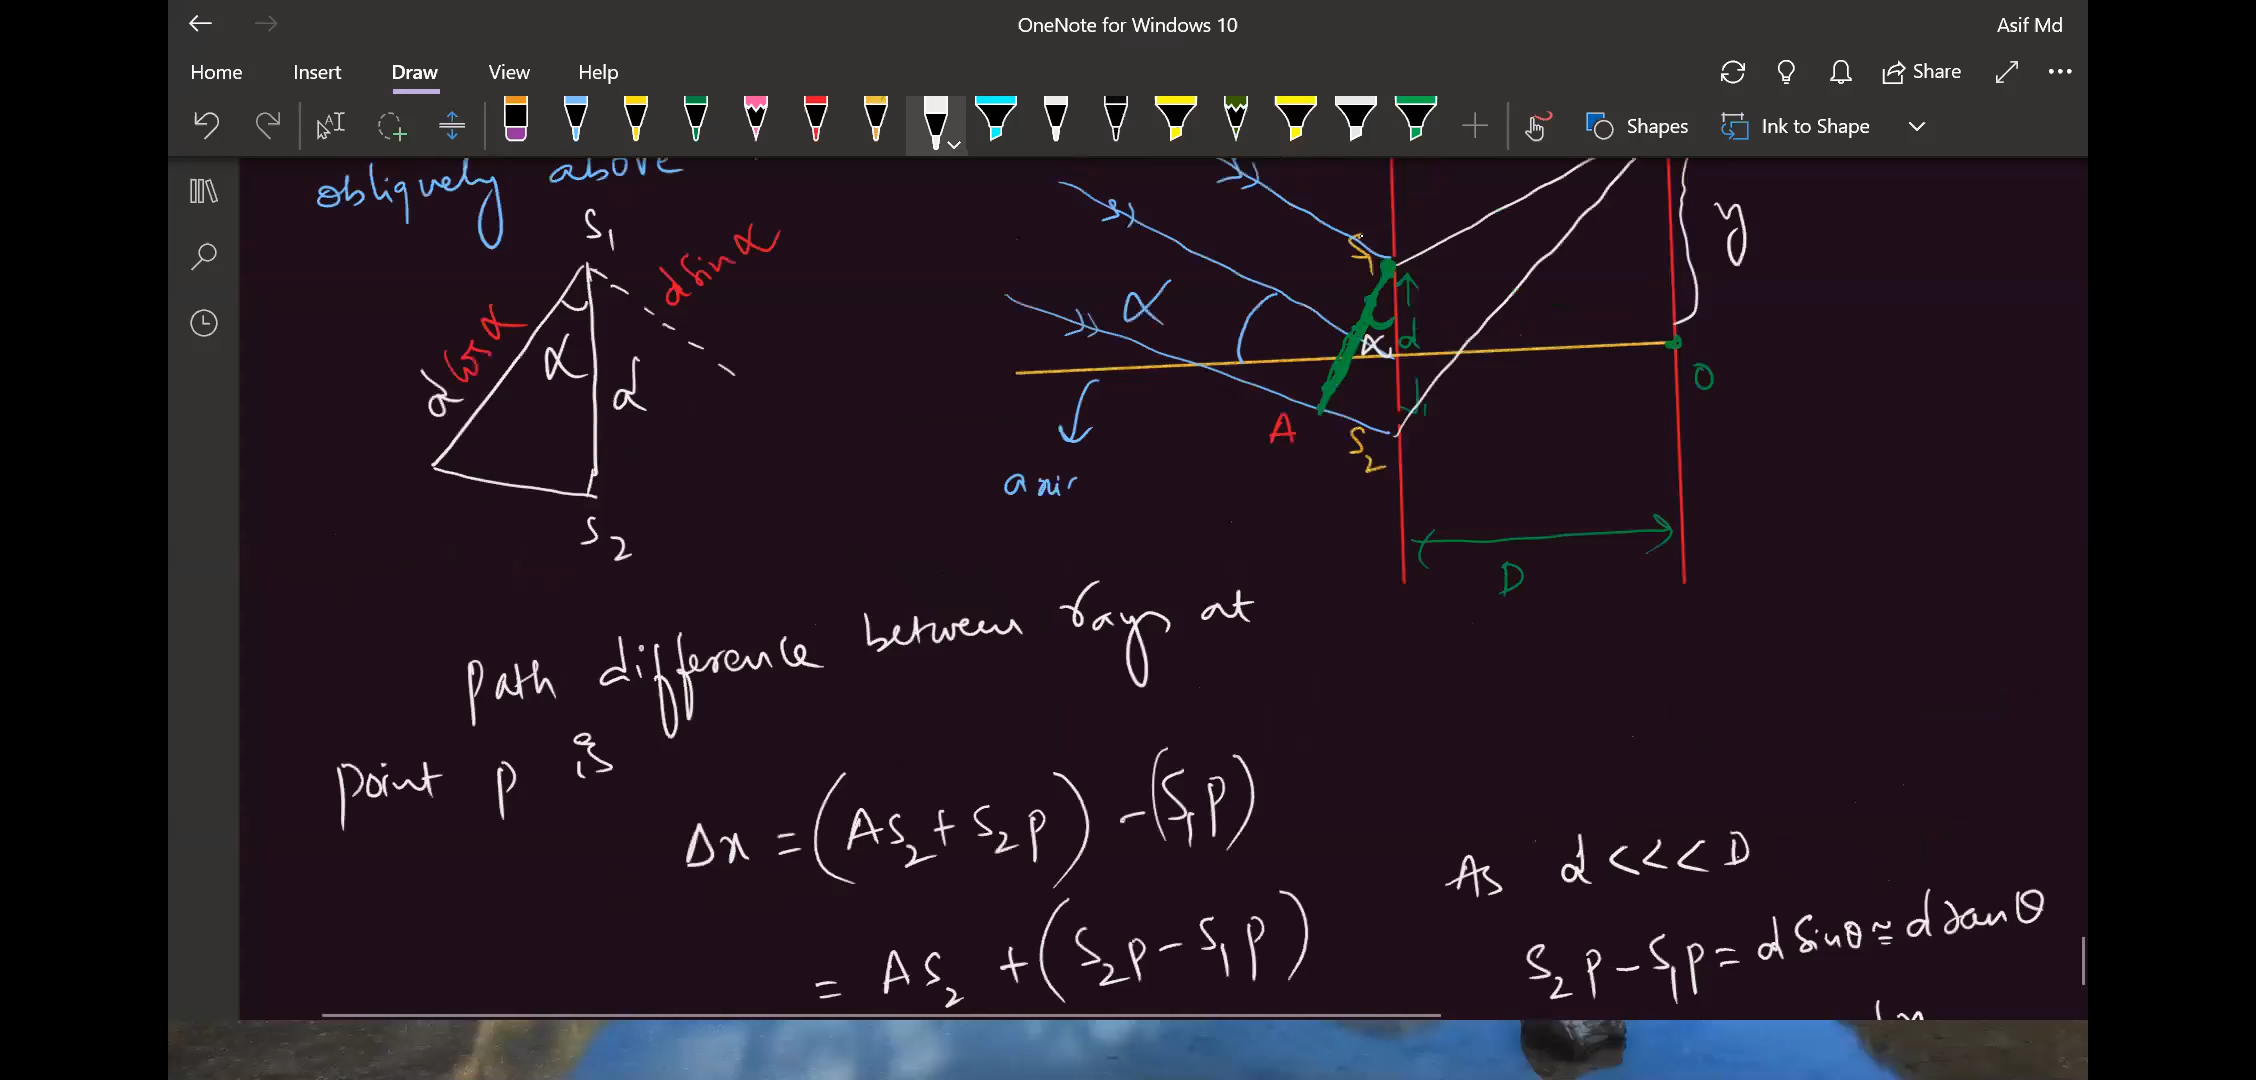 OneNote for Windows 10
Asif Md
Home Insert Draw View Help
Share
Shapes
Ink to Shape
obliquely above
S1
d sin α
d cos α
α
d
S2
α
S1
α
d
y
O
A
S2
axis
D
Path difference between rays at
point p is
Δx = (AS2 + S2p) - (S1p)
= AS2 + (S2p - S1p)
As d <<< D
S2p - S1p = d sinθ ≈ d tanθ